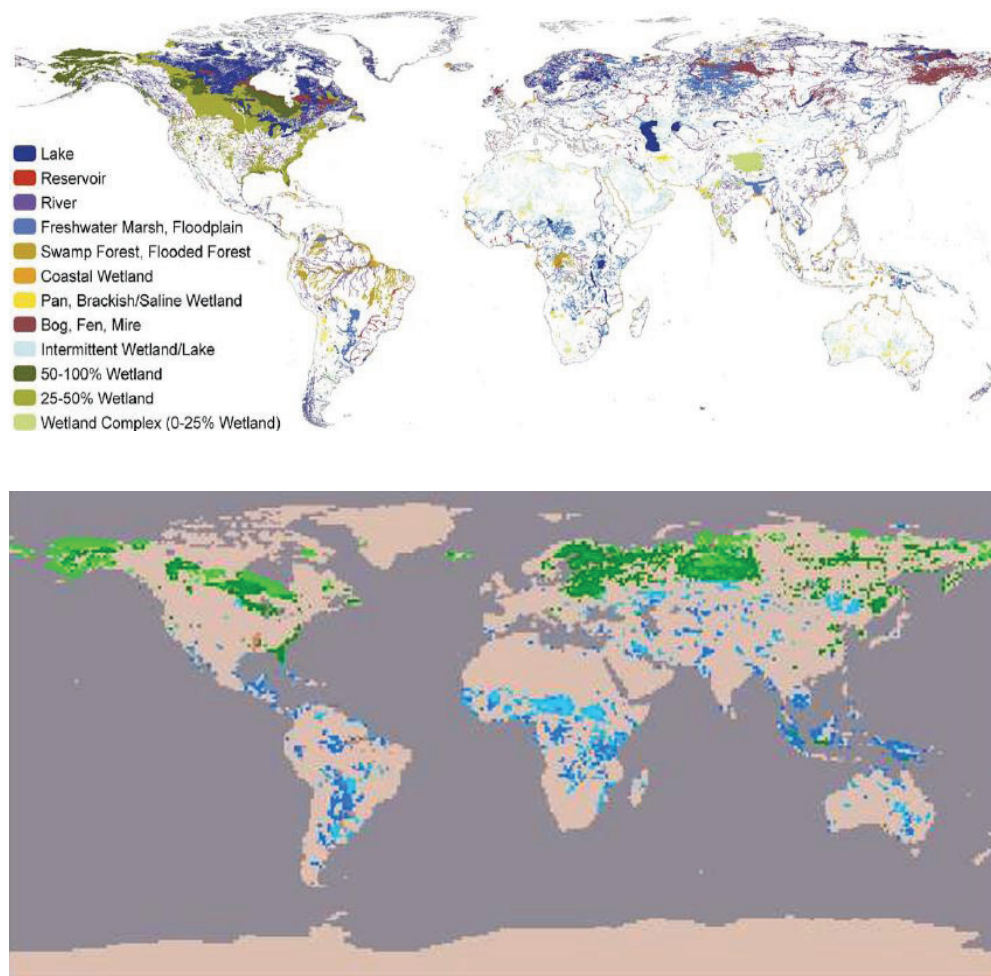 Lake
Reservoir
River
Freshwater Marsh, Floodplain
Swamp Forest, Flooded Forest
Coastal Wetland
Pan, Brackish/Saline Wetland
Bog, Fen, Mire
Intermittent Wetland/Lake
50-100% Wetland
25-50% Wetland
Wetland Complex (0-25% Wetland)